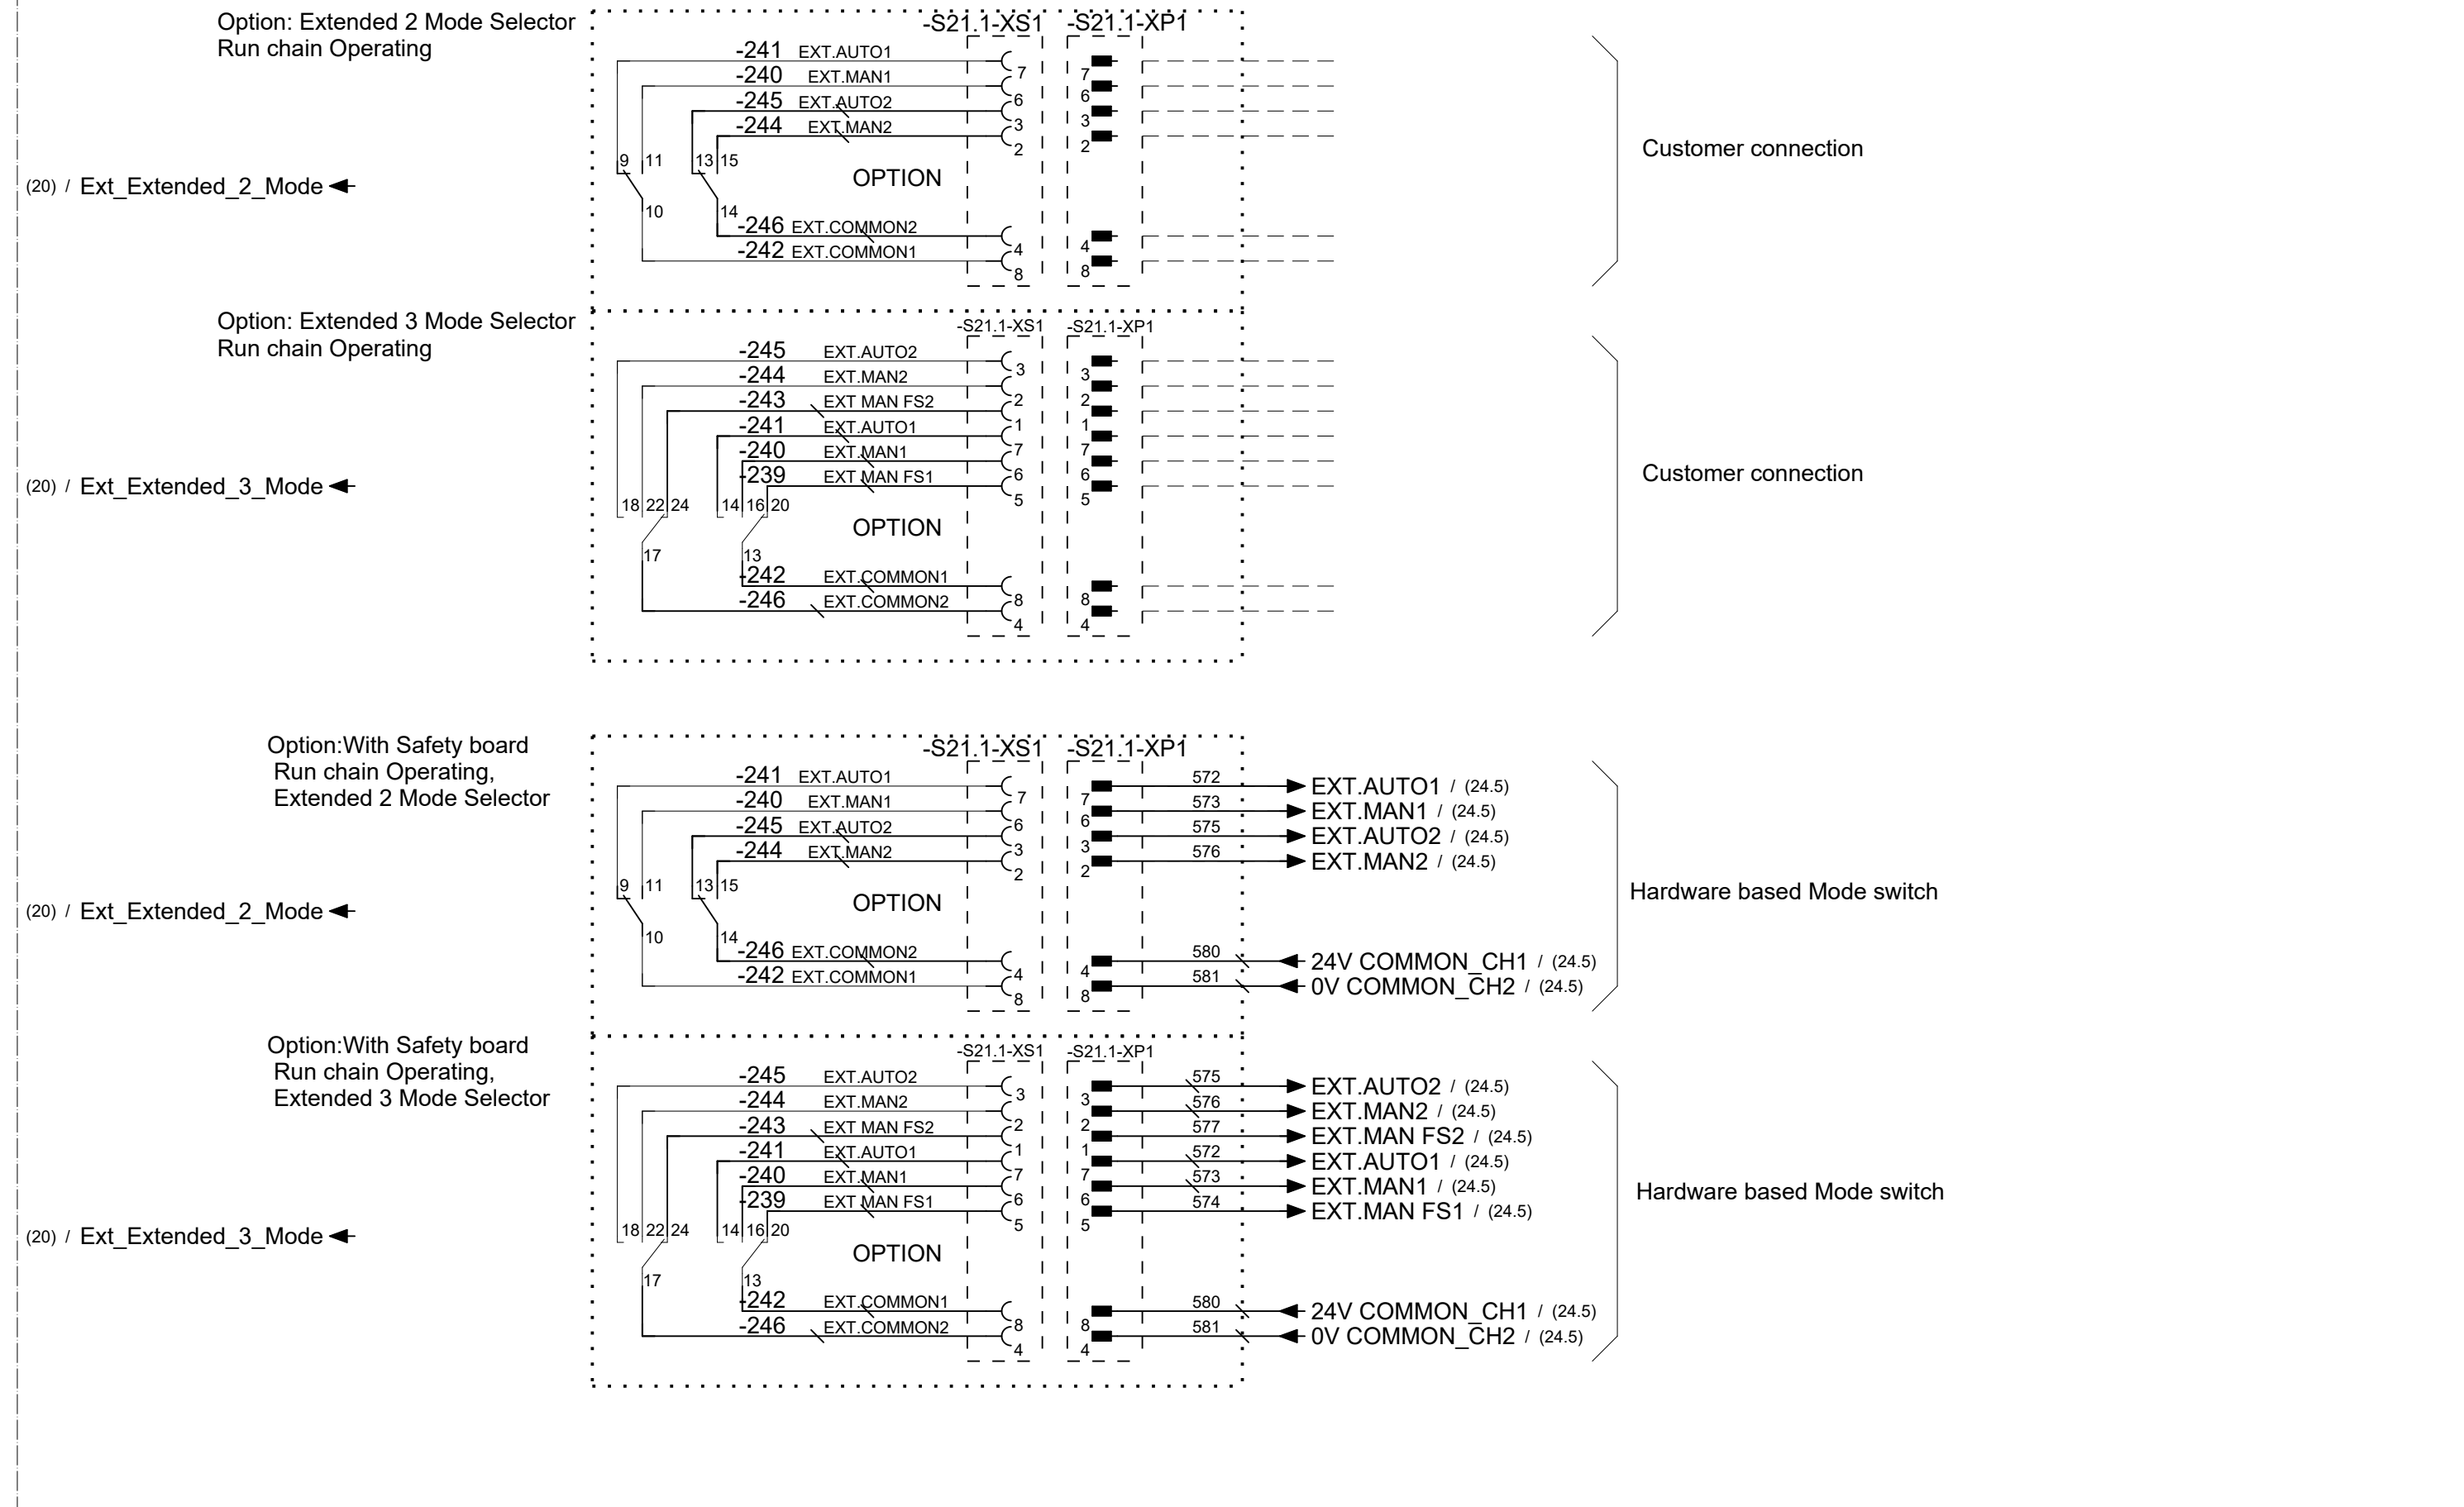 Option: Extended 2 Mode Selector
Run chain Operating
-S21.1-XS1 -S21.1-XP1
-241 EXT.AUTO1 7 7
-240 EXT.MAN1 6 6
-245 EXT.AUTO2 3 3
-244 EXT.MAN2 2 2
9 11 13 15
OPTION
Customer connection
(20) / Ext_Extended_2_Mode
10 14
-246 EXT.COMMON2 4 4
-242 EXT.COMMON1 8 8
Option: Extended 3 Mode Selector
Run chain Operating
-S21.1-XS1 -S21.1-XP1
-245 EXT.AUTO2 3 3
-244 EXT.MAN2 2 2
-243 EXT MAN FS2 1 1
-241 EXT.AUTO1 7 7
-240 EXT.MAN1 6 6
-239 EXT MAN FS1 5 5
Customer connection
(20) / Ext_Extended_3_Mode
18 22 24 14 16 20
OPTION
17 13
-242 EXT.COMMON1 8 8
-246 EXT.COMMON2 4 4
Option:With Safety board
Run chain Operating,
Extended 2 Mode Selector
-S21.1-XS1 -S21.1-XP1
-241 EXT.AUTO1 7 7 572 EXT.AUTO1 / (24.5)
-240 EXT.MAN1 6 6 573 EXT.MAN1 / (24.5)
-245 EXT.AUTO2 3 3 575 EXT.AUTO2 / (24.5)
-244 EXT.MAN2 2 2 576 EXT.MAN2 / (24.5)
9 11 13 15
OPTION
Hardware based Mode switch
(20) / Ext_Extended_2_Mode
10 14
-246 EXT.COMMON2 4 4 580 24V COMMON_CH1 / (24.5)
-242 EXT.COMMON1 8 8 581 0V COMMON_CH2 / (24.5)
Option:With Safety board
Run chain Operating,
Extended 3 Mode Selector
-S21.1-XS1 -S21.1-XP1
-245 EXT.AUTO2 3 3 575 EXT.AUTO2 / (24.5)
-244 EXT.MAN2 2 2 576 EXT.MAN2 / (24.5)
-243 EXT MAN FS2 1 1 577 EXT.MAN FS2 / (24.5)
-241 EXT.AUTO1 7 7 572 EXT.AUTO1 / (24.5)
-240 EXT.MAN1 6 6 573 EXT.MAN1 / (24.5)
-239 EXT MAN FS1 5 5 574 EXT.MAN FS1 / (24.5)
Hardware based Mode switch
(20) / Ext_Extended_3_Mode
18 22 24 14 16 20
OPTION
17 13
-242 EXT.COMMON1 8 8 580 24V COMMON_CH1 / (24.5)
-246 EXT.COMMON2 4 4 581 0V COMMON_CH2 / (24.5)